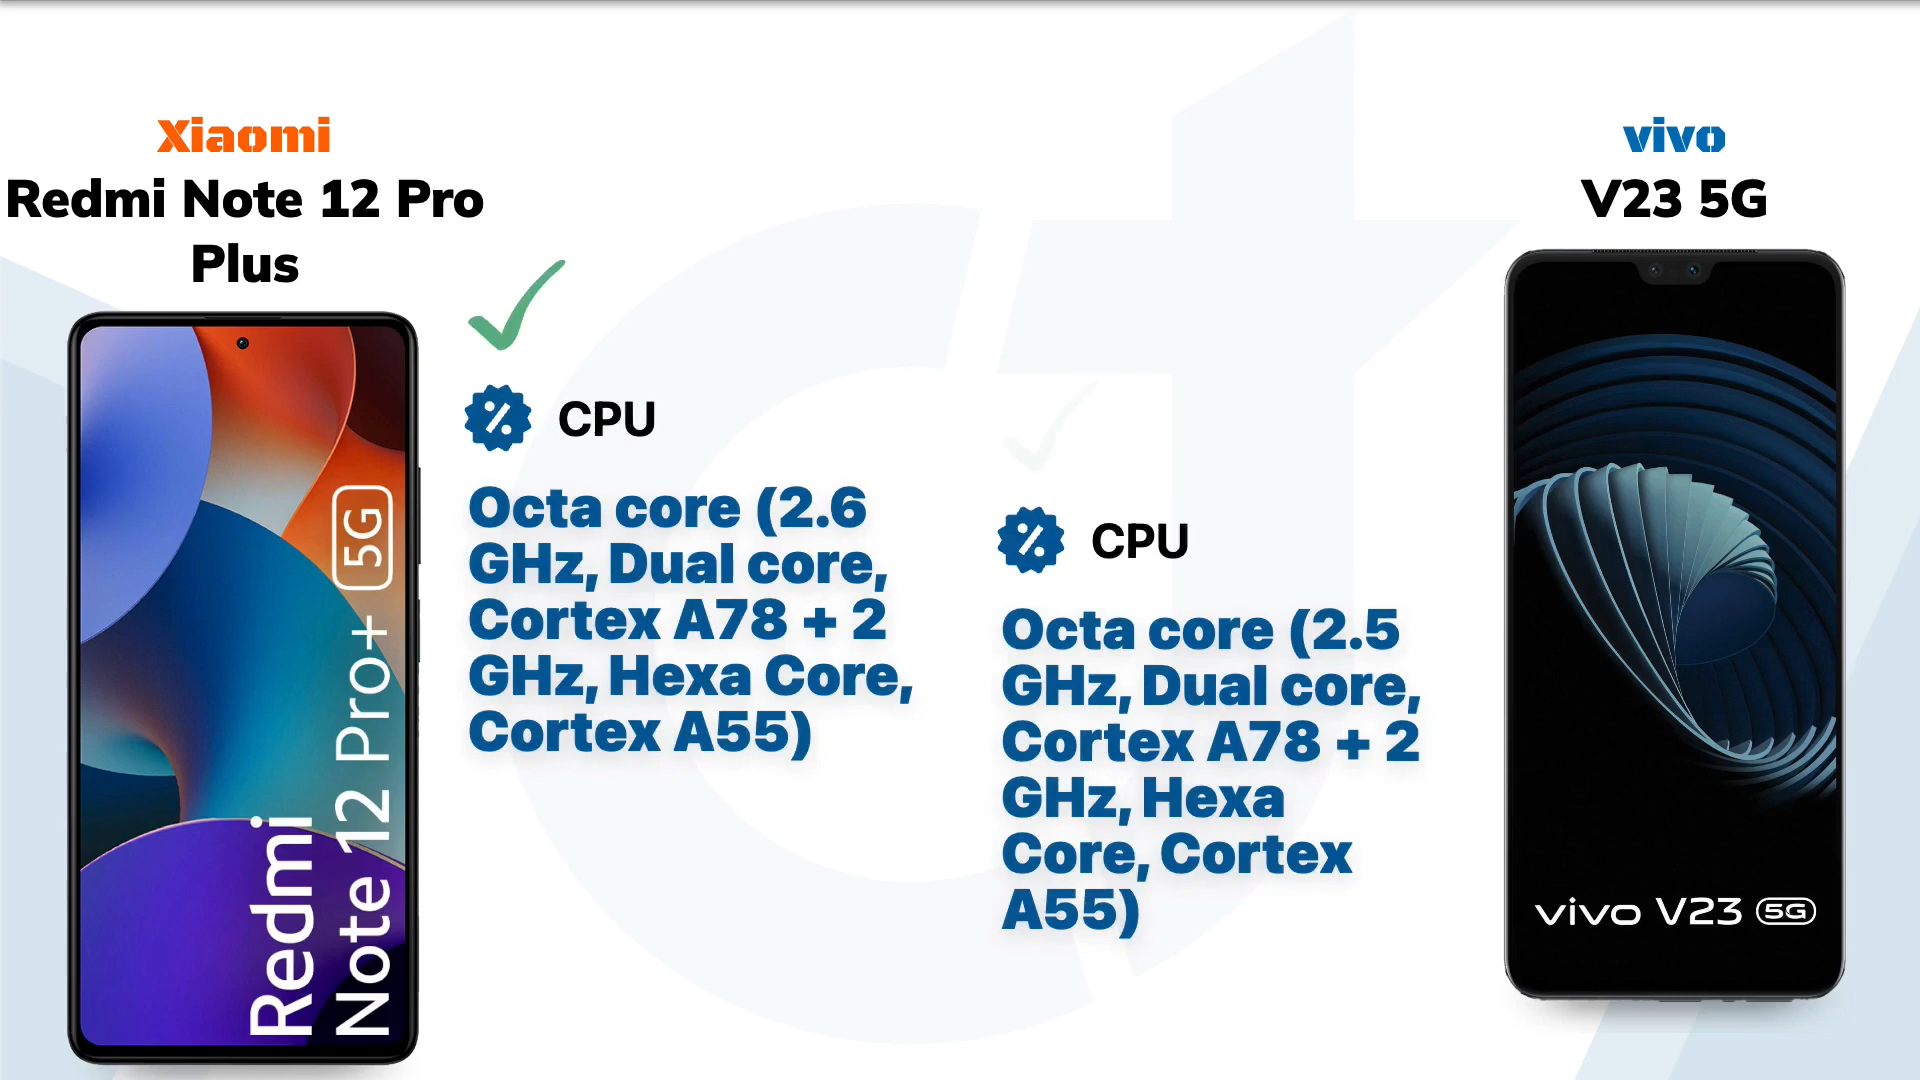 Xiaomi
Redmi Note 12 Pro
Plus
CPU
Octa core (2.6
GHz, Dual core,
Cortex A78 + 2
GHz, Hexa Core,
Cortex A55)
Redmi
Note 12 Pro+ 5G
vivo
V23 5G
CPU
Octa core (2.5
GHz, Dual core,
Cortex A78 + 2
GHz, Hexa
Core, Cortex
A55)
vivo V23 5G